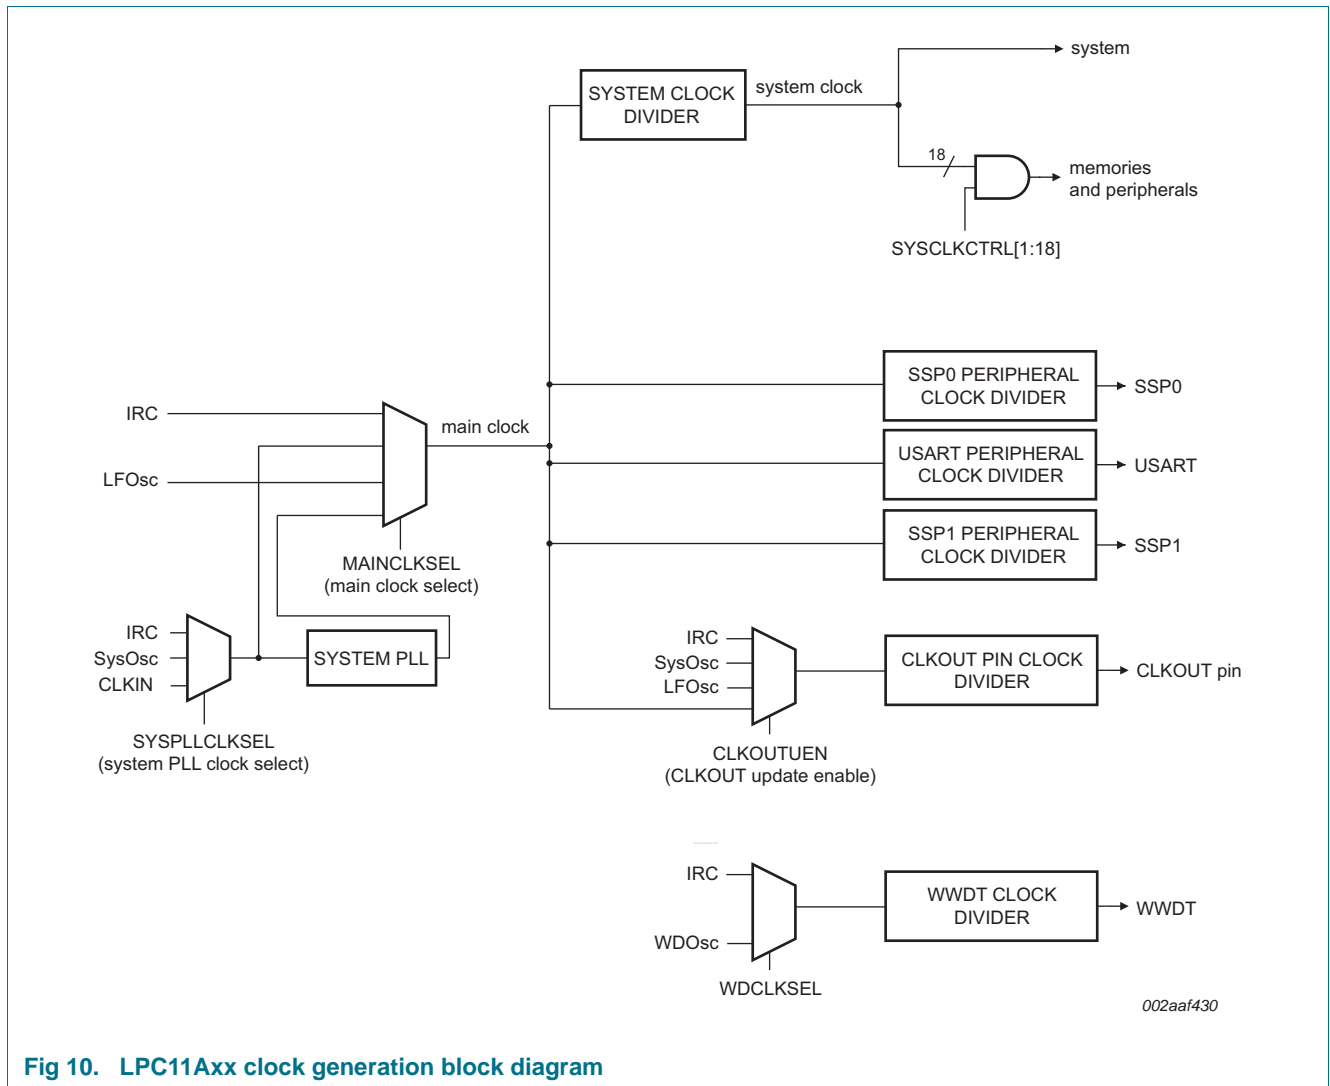 system
SYSTEM CLOCK
DIVIDER
system clock
18
memories
and peripherals
SYSCLKCTRL[1:18]
SSP0 PERIPHERAL
CLOCK DIVIDER
SSP0
IRC
main clock
USART PERIPHERAL
CLOCK DIVIDER
USART
LFOsc
SSP1 PERIPHERAL
CLOCK DIVIDER
SSP1
MAINCLKSEL
(main clock select)
IRC
SysOsc
CLKIN
SYSTEM PLL
SYSPLLCLKSEL
(system PLL clock select)
IRC
SysOsc
LFOsc
CLKOUT PIN CLOCK
DIVIDER
CLKOUT pin
CLKOUTUEN
(CLKOUT update enable)
IRC
WDOsc
WWDT CLOCK
DIVIDER
WWDT
WDCLKSEL
002aaf430
Fig 10. LPC11Axx clock generation block diagram